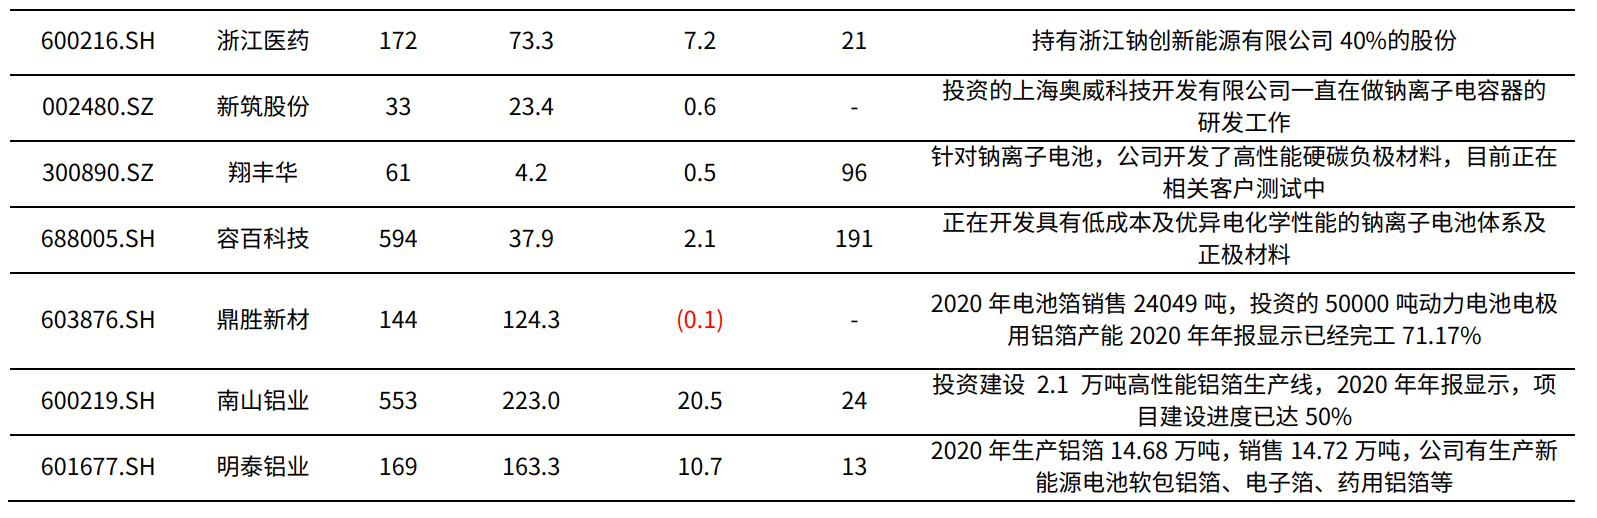 600216.SH 浙江医药 172 73.3 7.2 21 持有浙江钠创新能源有限公司 40%的股份
002480.SZ 新筑股份 33 23.4 0.6 - 投资的上海奥威科技开发有限公司一直在做钠离子电容器的
研发工作
300890.SZ 翔丰华 61 4.2 0.5 96 针对钠离子电池，公司开发了高性能硬碳负极材料，目前正在
相关客户测试中
688005.SH 容百科技 594 37.9 2.1 191 正在开发具有低成本及优异电化学性能的钠离子电池体系及
正极材料
603876.SH 鼎胜新材 144 124.3 (0.1) - 2020 年电池箔销售 24049 吨，投资的 50000 吨动力电池电极
用铝箔产能 2020 年年报显示已经完工 71.17%
600219.SH 南山铝业 553 223.0 20.5 24 投资建设 2.1 万吨高性能铝箔生产线，2020 年年报显示，项
目建设进度已达 50%
601677.SH 明泰铝业 169 163.3 10.7 13 2020 年生产铝箔 14.68 万吨，销售 14.72 万吨，公司有生产新
能源电池软包铝箔、电子箔、药用铝箔等